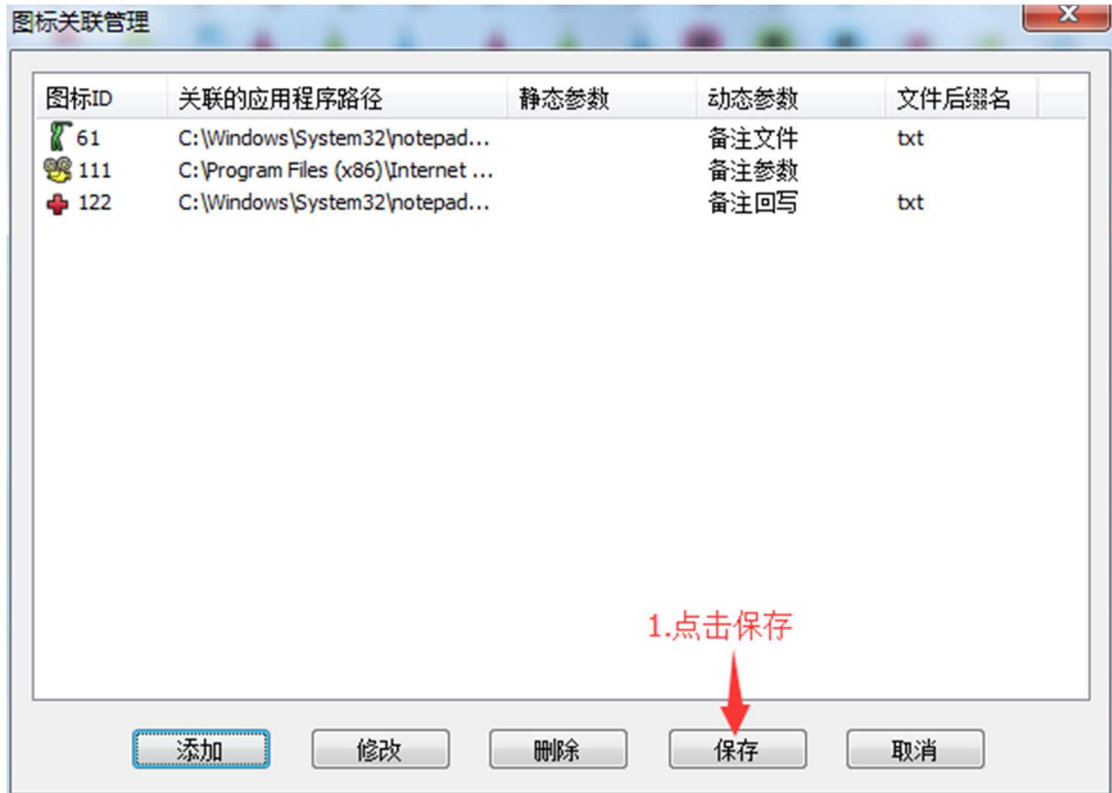 图标关联管理
图标ID 关联的应用程序路径 静态参数 动态参数 文件后缀名
61 C:\Windows\System32\notepad... 备注文件 txt
111 C:\Program Files (x86)\Internet ... 备注参数
122 C:\Windows\System32\notepad... 备注回写 txt
1.点击保存
添加 修改 删除 保存 取消